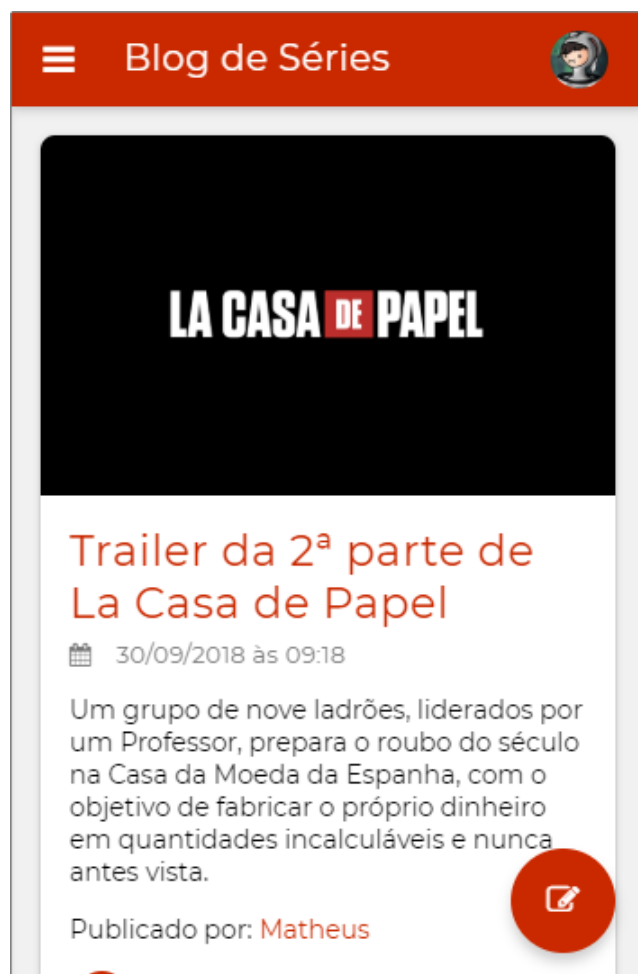 Blog de Séries
LA CASA DE PAPEL
Trailer da 2ª parte de
La Casa de Papel
30/09/2018 às 09:18
Um grupo de nove ladrões, liderados por
um Professor, prepara o roubo do século
na Casa da Moeda da Espanha, com o
objetivo de fabricar o próprio dinheiro
em quantidades incalculáveis e nunca
antes vista.
Publicado por: Matheus